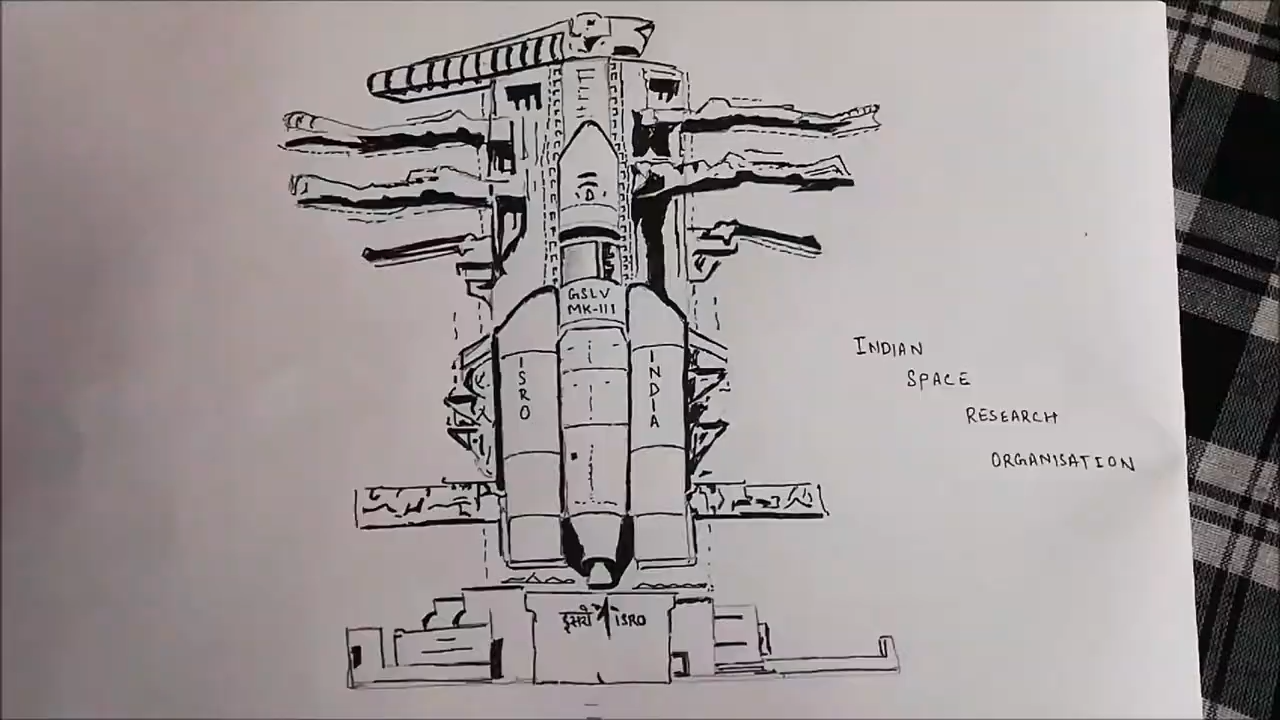 D
GSLV
MK-III
ISRO
INDIA
INDIAN
SPACE
RESEARCH
ORGANISATION
इसरो ISRO